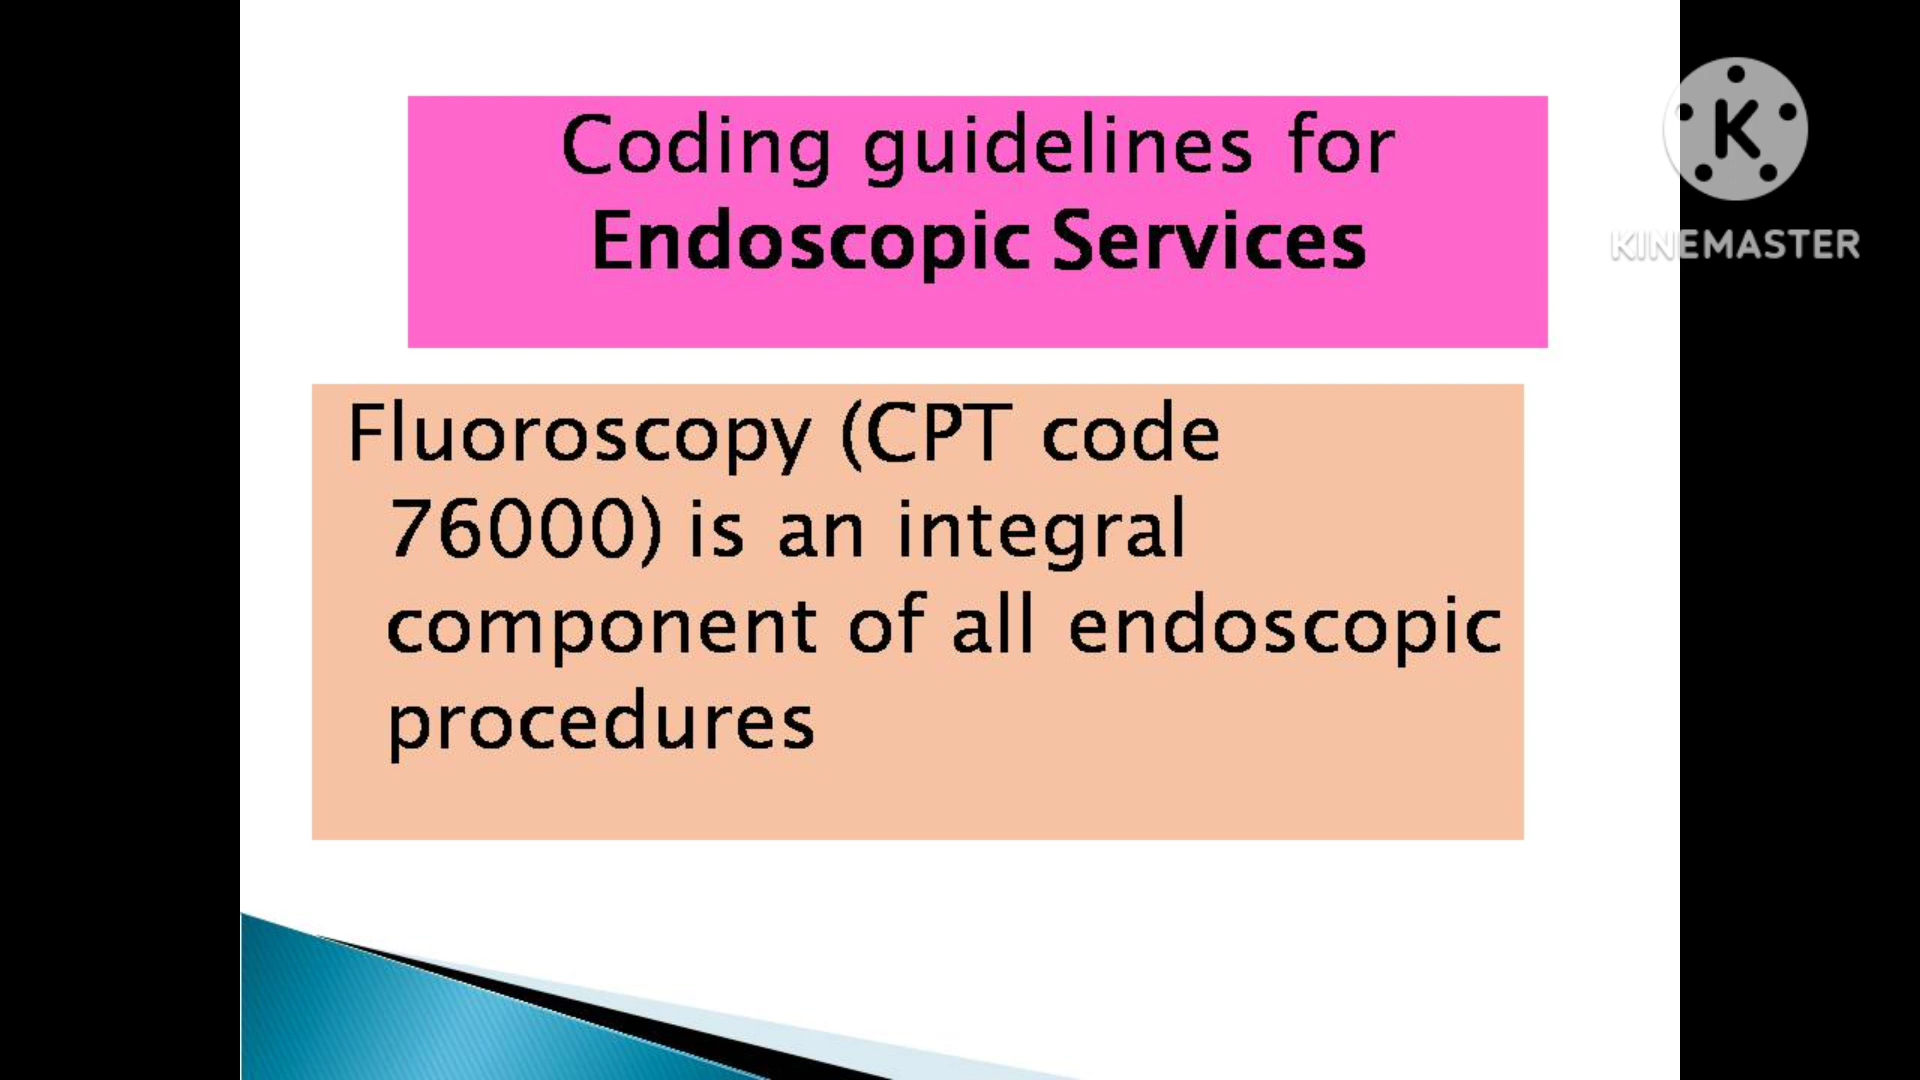 Coding guidelines for
Endoscopic Services
K
KINEMASTER
Fluoroscopy (CPT code
76000) is an integral
component of all endoscopic
procedures